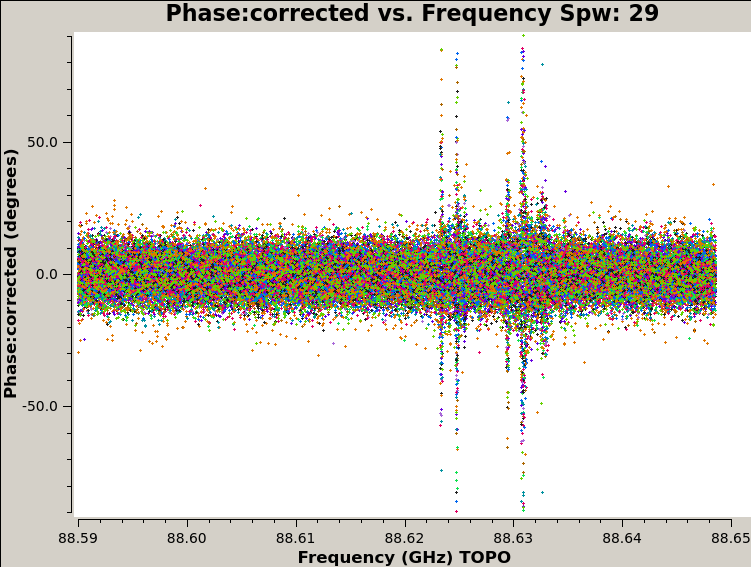 Phase:corrected vs. Frequency Spw: 29
Phase:corrected (degrees)
50.0
0.0
-50.0
88.59 88.60 88.61 88.62 88.63 88.64 88.65
Frequency (GHz) TOPO